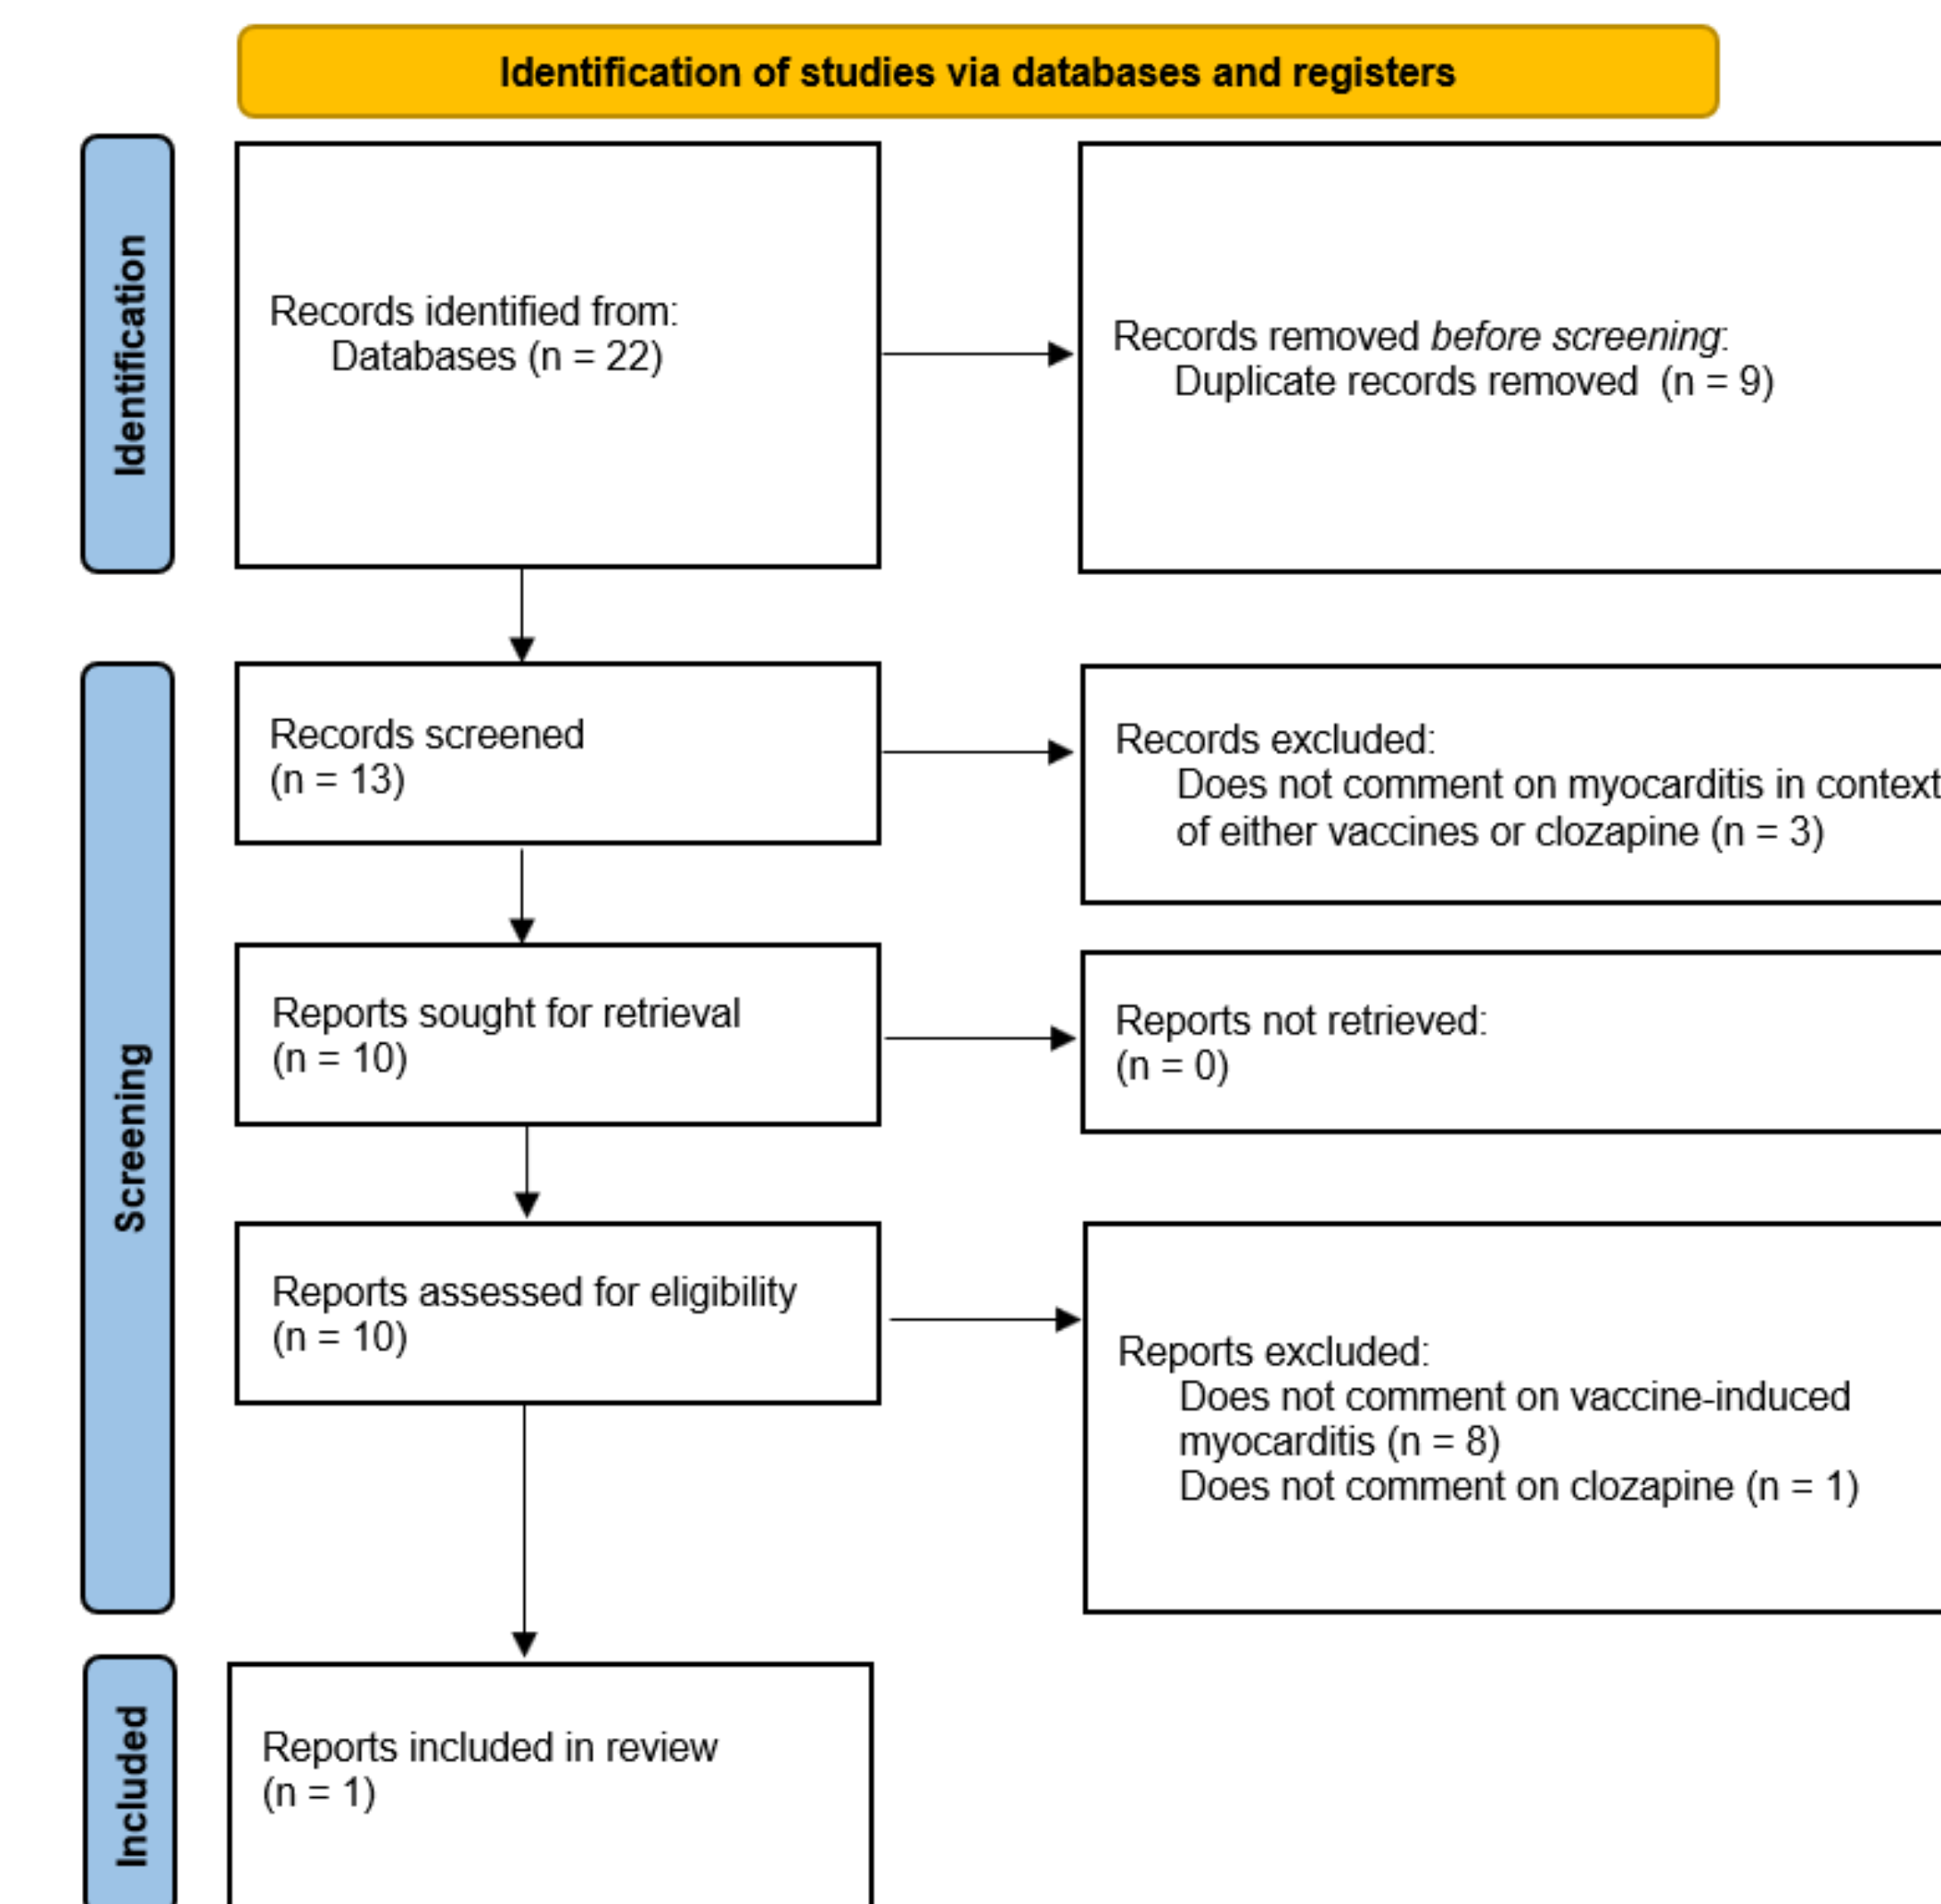 Identification of studies via databases and registers
Identification
Records identified from:
Databases (n = 22)
Records removed before screening:
Duplicate records removed  (n = 9)
Screening
Records screened
(n = 13)
Records excluded:
Does not comment on myocarditis in context
of either vaccines or clozapine (n = 3)
Reports sought for retrieval
(n = 10)
Reports not retrieved:
(n = 0)
Reports assessed for eligibility
(n = 10)
Reports excluded:
Does not comment on vaccine-induced
myocarditis (n = 8)
Does not comment on clozapine (n = 1)
Included
Reports included in review
(n = 1)